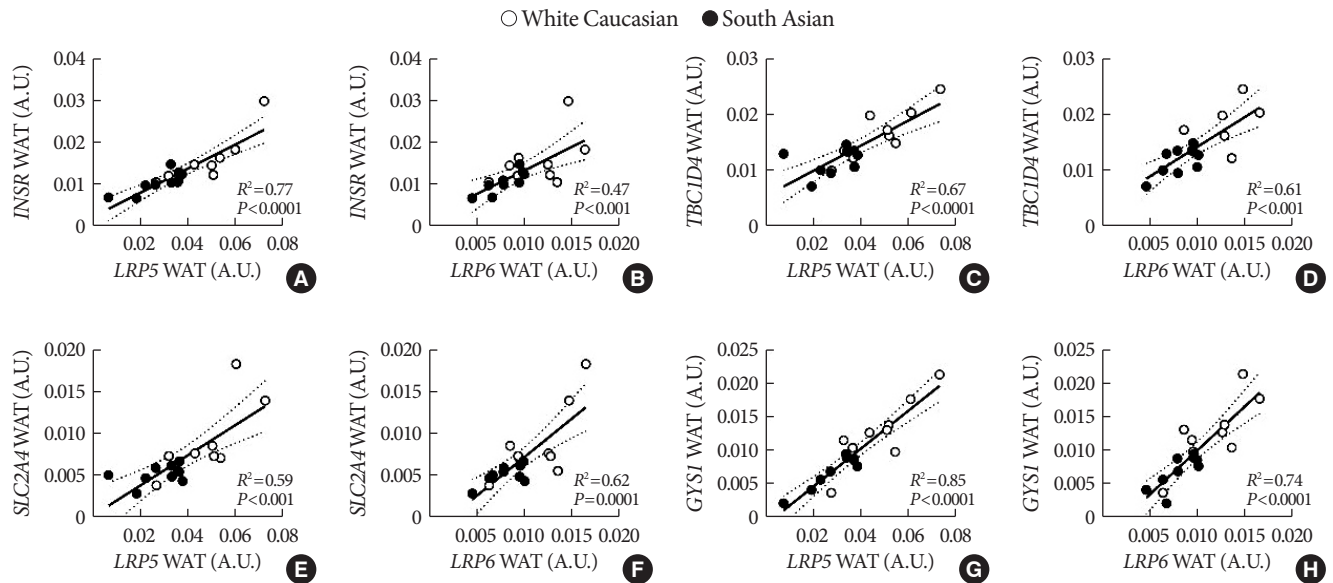 White Caucasian South Asian
INSR WAT (A.U.)
0.04
0.03
0.02
0.01
0
R²=0.77
P<0.0001
0.02 0.04 0.06 0.08
LRP5 WAT (A.U.)
A
INSR WAT (A.U.)
0.04
0.03
0.02
0.01
0
R²=0.47
P<0.001
0.005 0.010 0.015 0.020
LRP6 WAT (A.U.)
B
TBC1D4 WAT (A.U.)
0.03
0.02
0.01
0
R²=0.67
P<0.0001
0.02 0.04 0.06 0.08
LRP5 WAT (A.U.)
C
TBC1D4 WAT (A.U.)
0.03
0.02
0.01
0
R²=0.61
P<0.001
0.005 0.010 0.015 0.020
LRP6 WAT (A.U.)
D
SLC2A4 WAT (A.U.)
0.020
0.015
0.010
0.005
0
R²=0.59
P<0.001
0.02 0.04 0.06 0.08
LRP5 WAT (A.U.)
E
SLC2A4 WAT (A.U.)
0.020
0.015
0.010
0.005
0
R²=0.62
P=0.0001
0.005 0.010 0.015 0.020
LRP6 WAT (A.U.)
F
GYS1 WAT (A.U.)
0.025
0.020
0.015
0.010
0.005
0
R²=0.85
P<0.0001
0.02 0.04 0.06 0.08
LRP5 WAT (A.U.)
G
GYS1 WAT (A.U.)
0.025
0.020
0.015
0.010
0.005
0
R²=0.74
P<0.0001
0.005 0.010 0.015 0.020
LRP6 WAT (A.U.)
H